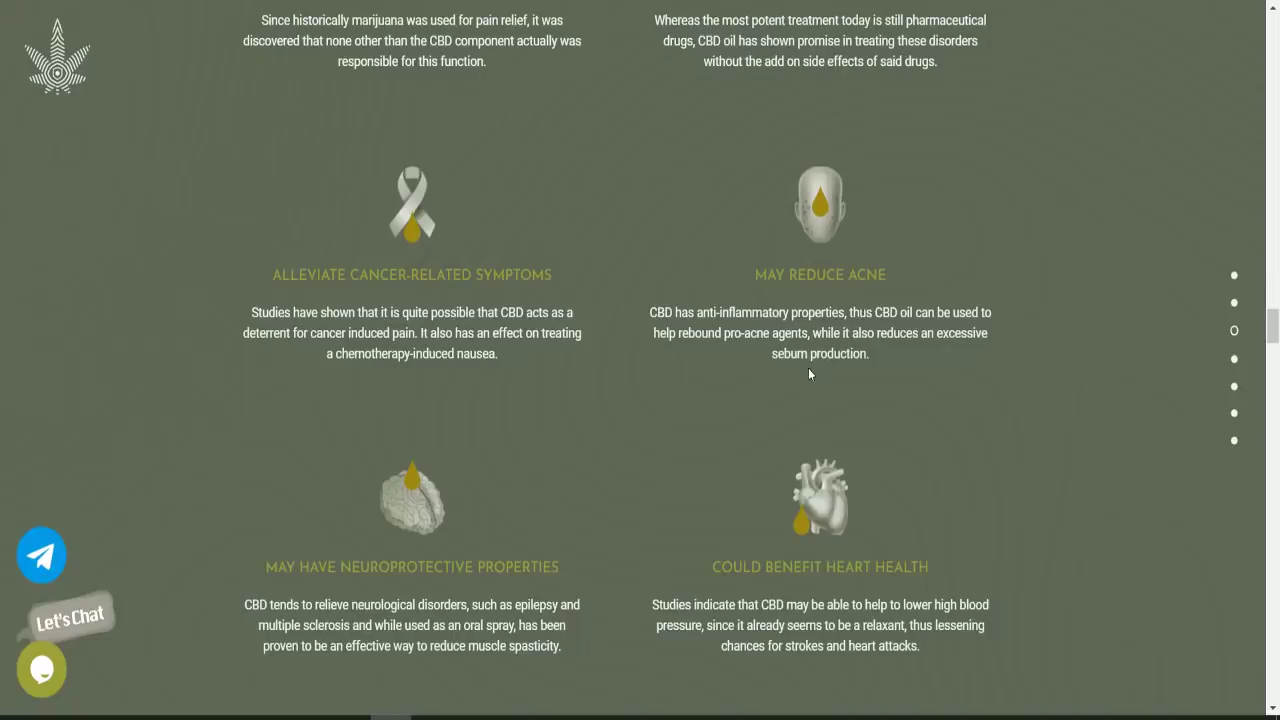 Since historically marijuana was used for pain relief, it was
discovered that none other than the CBD component actually was
responsible for this function.
Whereas the most potent treatment today is still pharmaceutical
drugs, CBD oil has shown promise in treating these disorders
without the add on side effects of said drugs.
ALLEVIATE CANCER-RELATED SYMPTOMS
Studies have shown that it is quite possible that CBD acts as a
deterrent for cancer induced pain. It also has an effect on treating
a chemotherapy-induced nausea.
MAY REDUCE ACNE
CBD has anti-inflammatory properties, thus CBD oil can be used to
help rebound pro-acne agents, while it also reduces an excessive
sebum production.
MAY HAVE NEUROPROTECTIVE PROPERTIES
CBD tends to relieve neurological disorders, such as epilepsy and
multiple sclerosis and while used as an oral spray, has been
proven to be an effective way to reduce muscle spasticity.
COULD BENEFIT HEART HEALTH
Studies indicate that CBD may be able to help to lower high blood
pressure, since it already seems to be a relaxant, thus lessening
chances for strokes and heart attacks.
Let's Chat